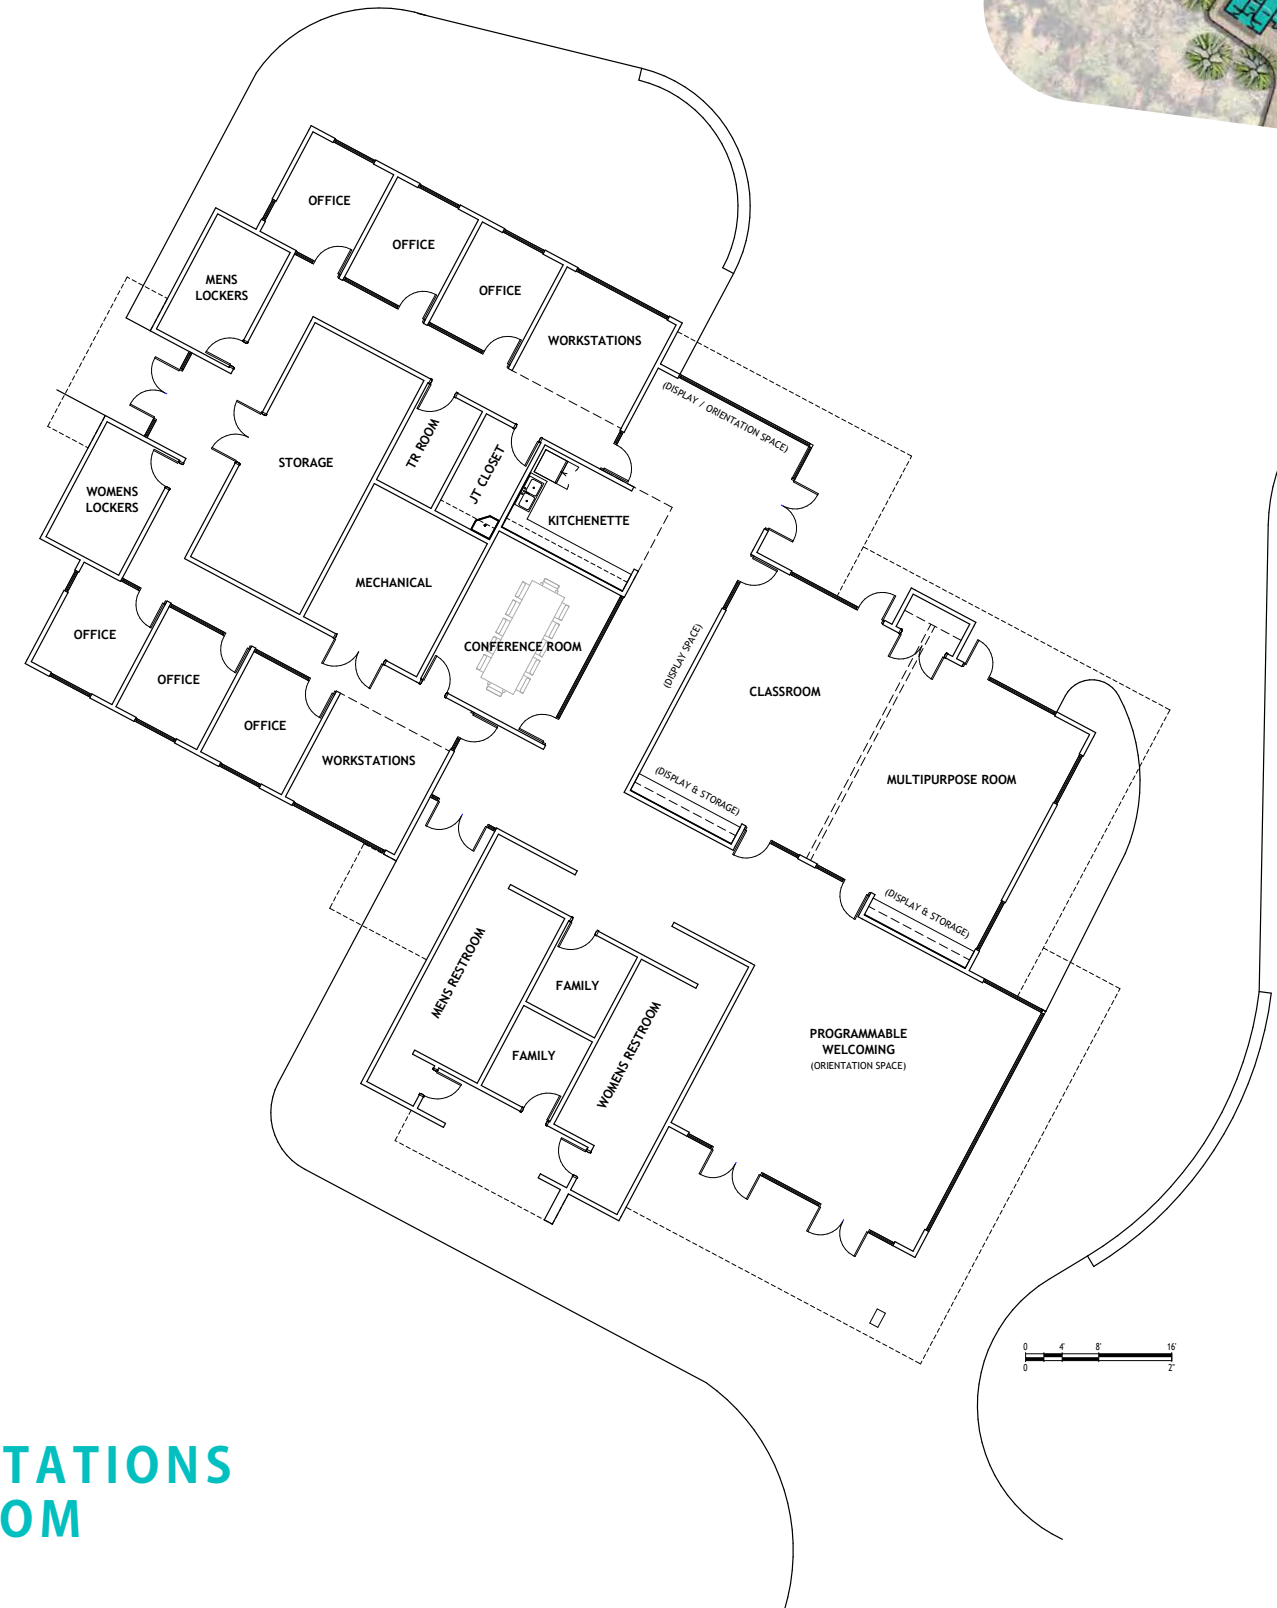 OFFICE
OFFICE
OFFICE
MENS
LOCKERS
WORKSTATIONS
(DISPLAY / ORIENTATION SPACE)
TR ROOM
JT CLOSET
STORAGE
WOMENS
LOCKERS
KITCHENETTE
MECHANICAL
CONFERENCE ROOM
(DISPLAY SPACE)
CLASSROOM
OFFICE
OFFICE
OFFICE
WORKSTATIONS
(DISPLAY & STORAGE)
MULTIPURPOSE ROOM
(DISPLAY & STORAGE)
MENS RESTROOM
FAMILY
FAMILY
WOMENS RESTROOM
PROGRAMMABLE
WELCOMING
(ORIENTATION SPACE)
0 4' 8' 16'
0 2"
TATIONS
OM